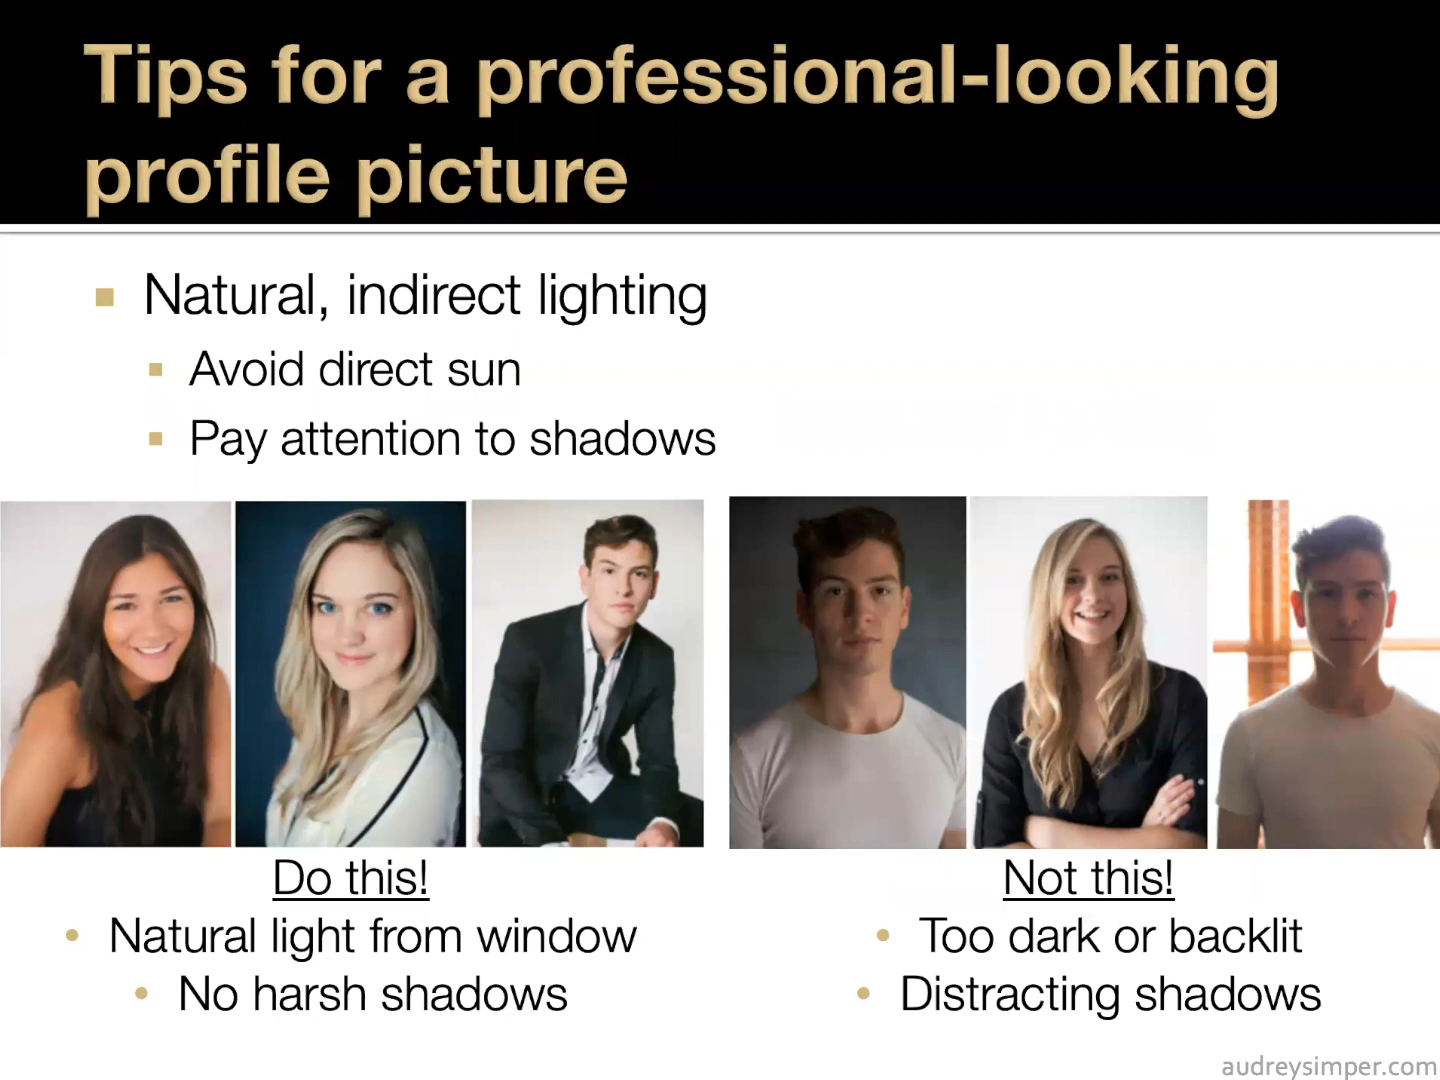 Tips for a professional-looking
profile picture
Natural, indirect lighting
Avoid direct sun
Pay attention to shadows
Do this!
Natural light from window
No harsh shadows
Not this!
Too dark or backlit
Distracting shadows
audreysimper.com